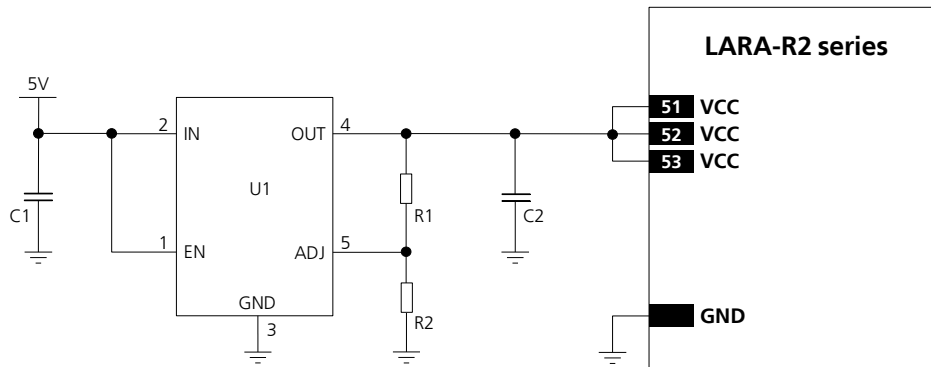 LARA-R2 series
5V
51 VCC
2 IN OUT 4
52 VCC
53 VCC
U1
C1
R1
C2
1 EN ADJ 5
GND
3
R2
GND